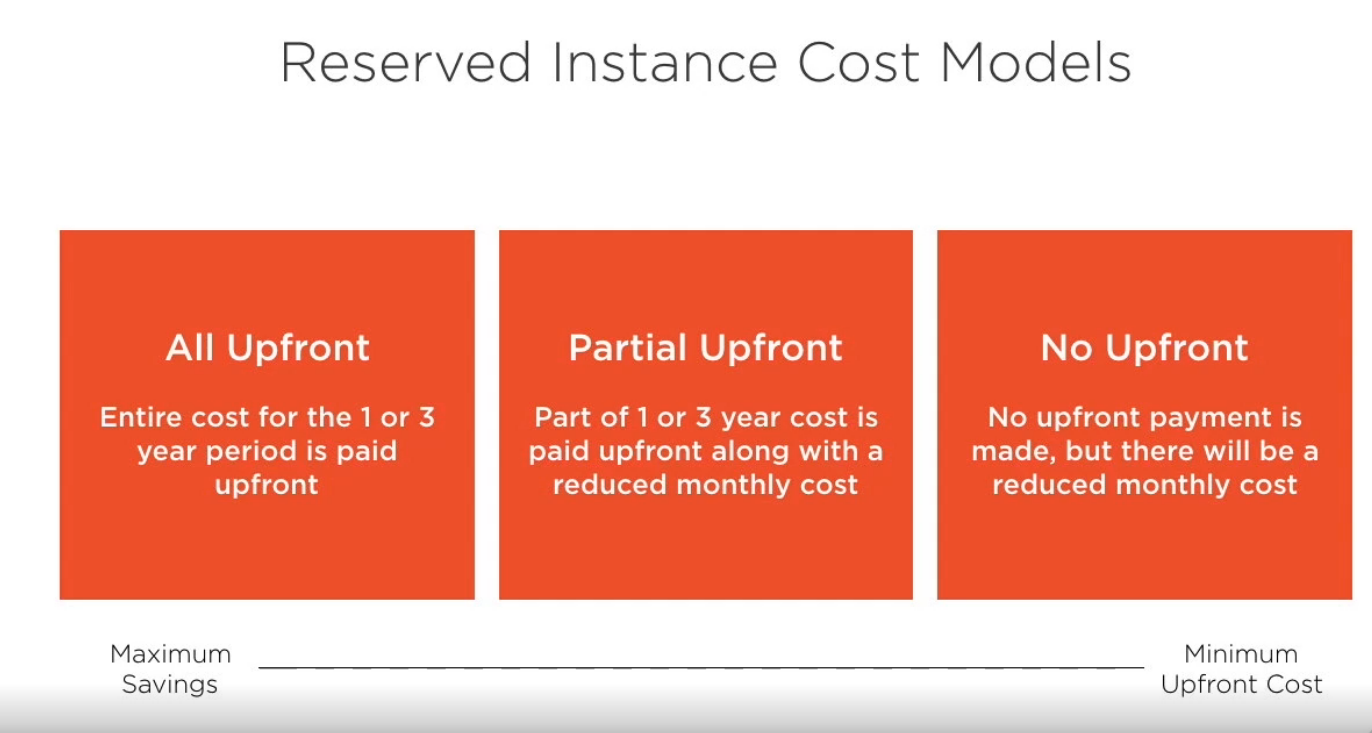 Reserved Instance Cost Models
All Upfront
Entire cost for the 1 or 3
year period is paid
upfront
Partial Upfront
Part of 1 or 3 year cost is
paid upfront along with a
reduced monthly cost
No Upfront
No upfront payment is
made, but there will be a
reduced monthly cost
Maximum
Savings
Minimum
Upfront Cost